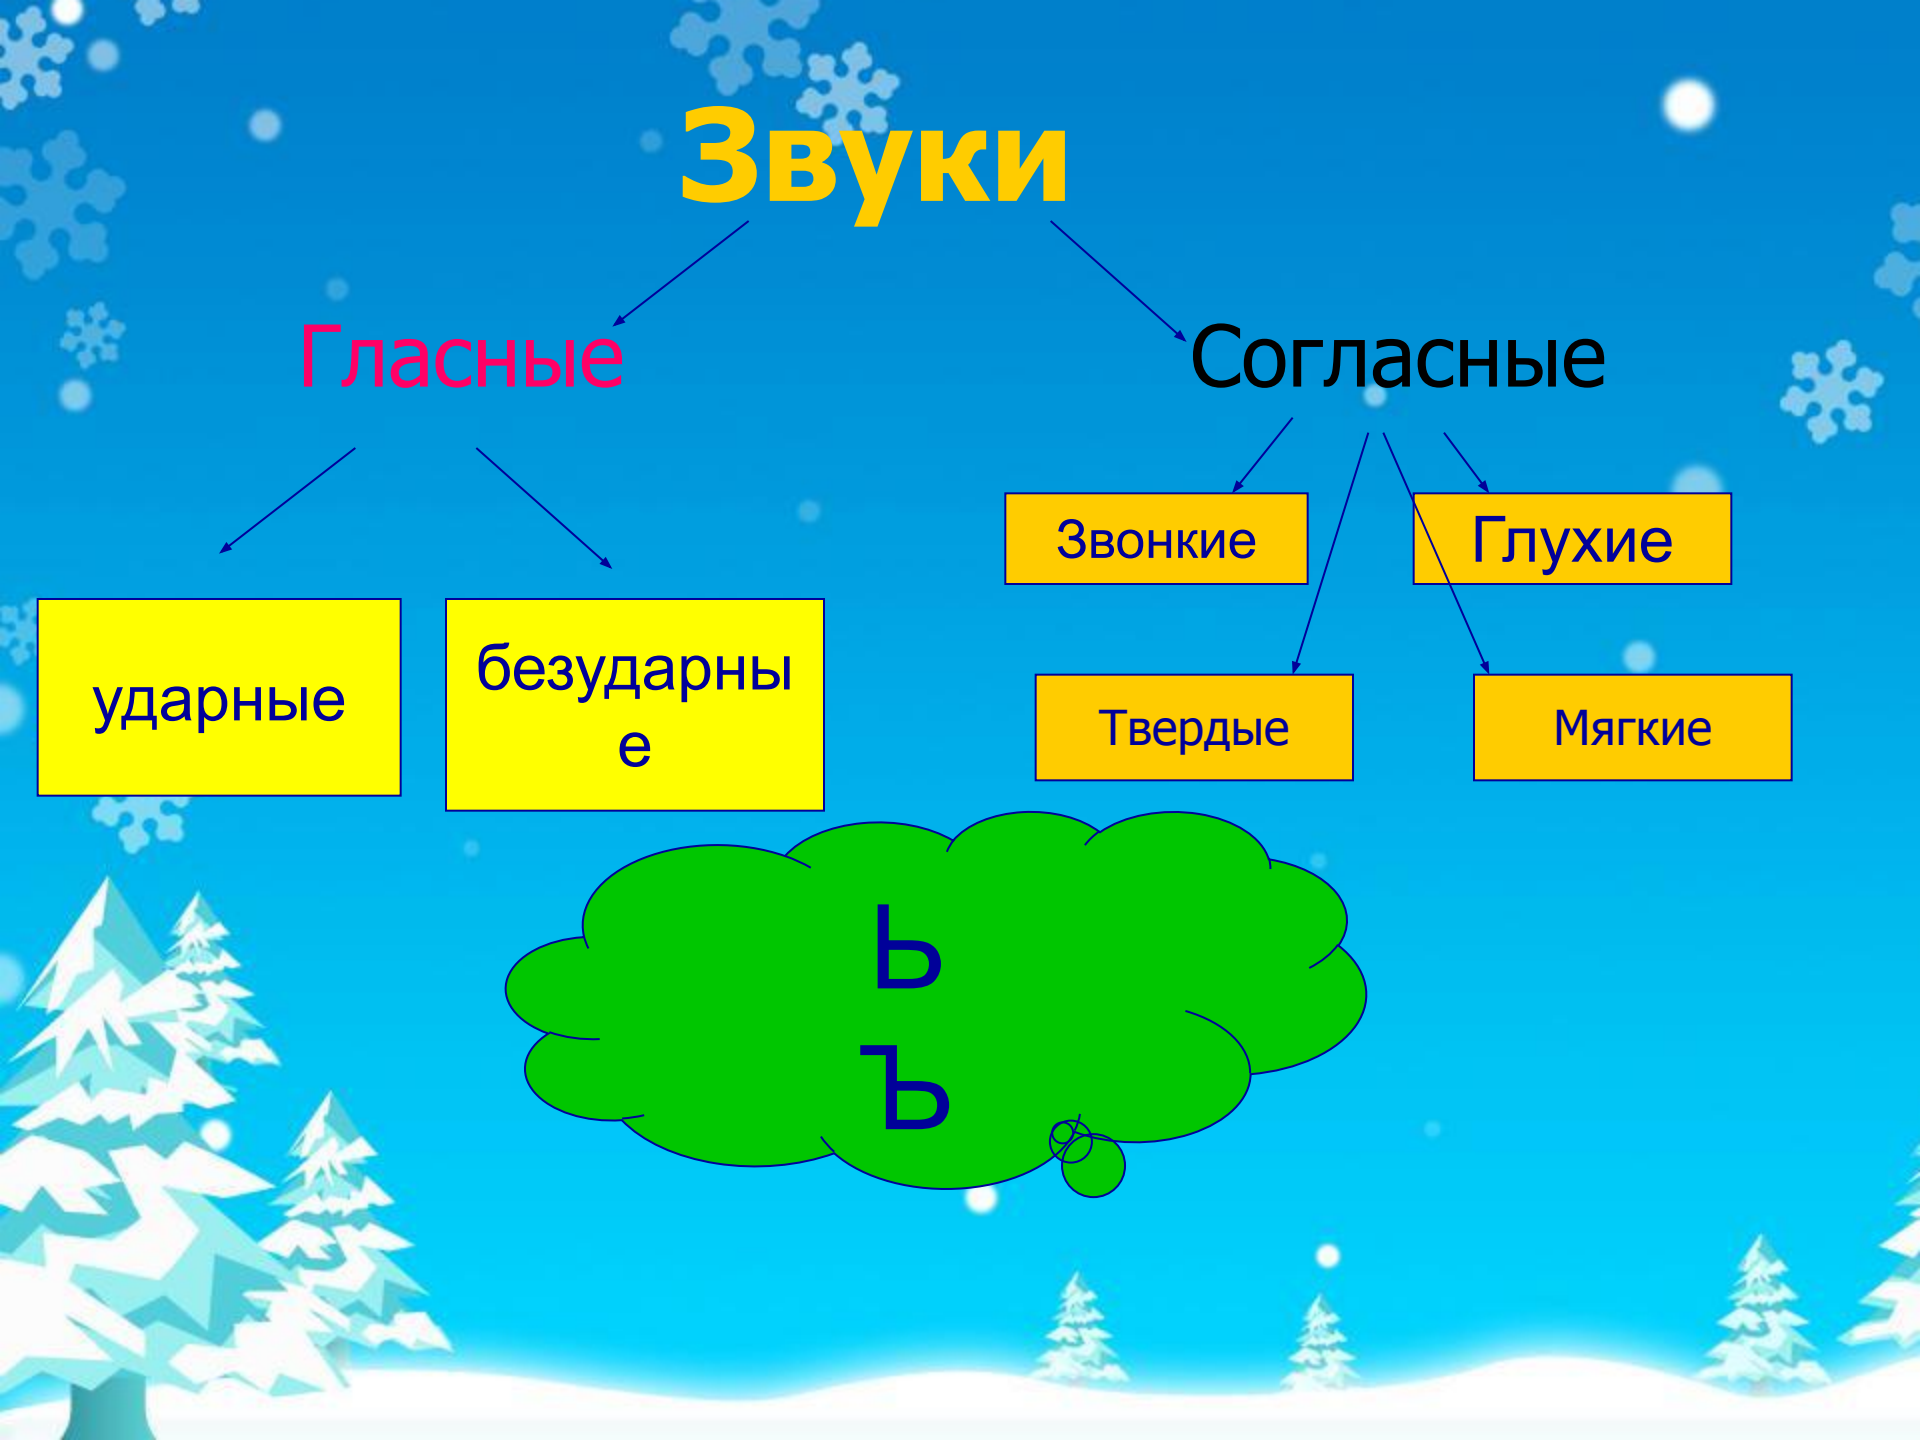 Звуки
Гласные
Согласные
Звонкие
Глухие
ударные
безударны
е
Твердые
Мягкие
Ь
Ъ